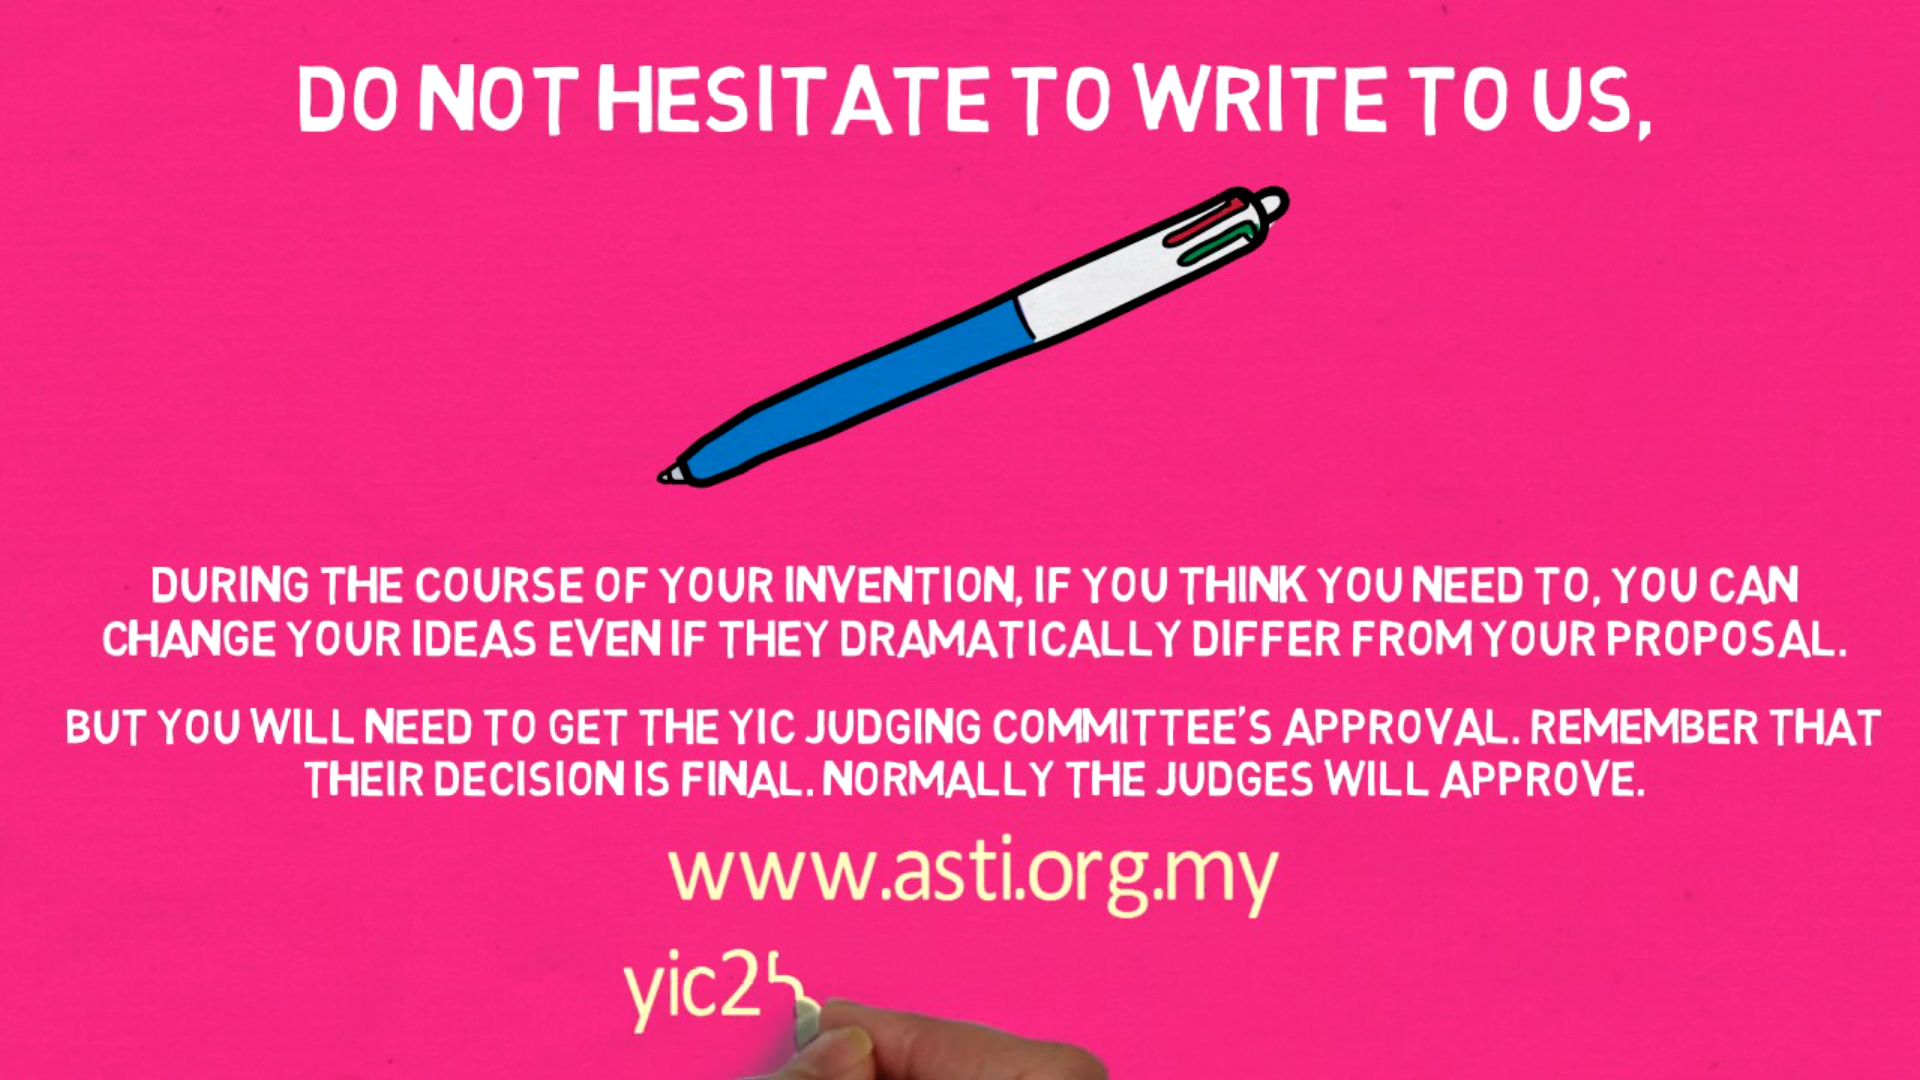 DO NOT HESITATE TO WRITE TO US,
DURING THE COURSE OF YOUR INVENTION, IF YOU THINK YOU NEED TO, YOU CAN
CHANGE YOUR IDEAS EVEN IF THEY DRAMATICALLY DIFFER FROM YOUR PROPOSAL.
BUT YOU WILL NEED TO GET THE YIC JUDGING COMMITTEE'S APPROVAL. REMEMBER THAT
THEIR DECISION IS FINAL. NORMALLY THE JUDGES WILL APPROVE.
www.asti.org.my
yic25